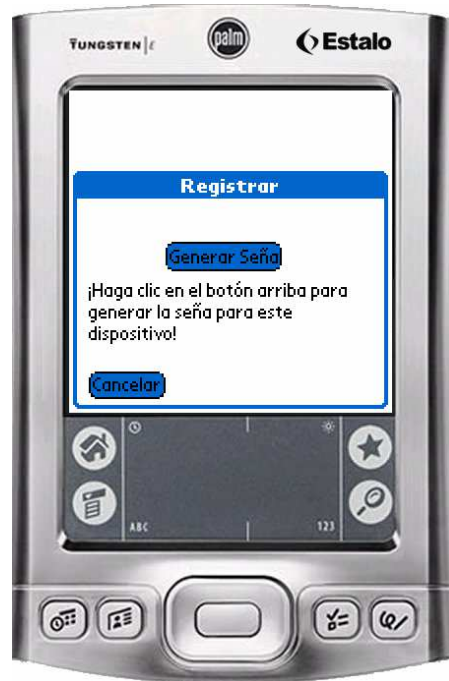 TUNGSTEN | E
palm
Estalo
Registrar
Generar Seña
¡Haga clic en el botón arriba para
generar la seña para este
dispositivo!
Cancelar
ABC
123